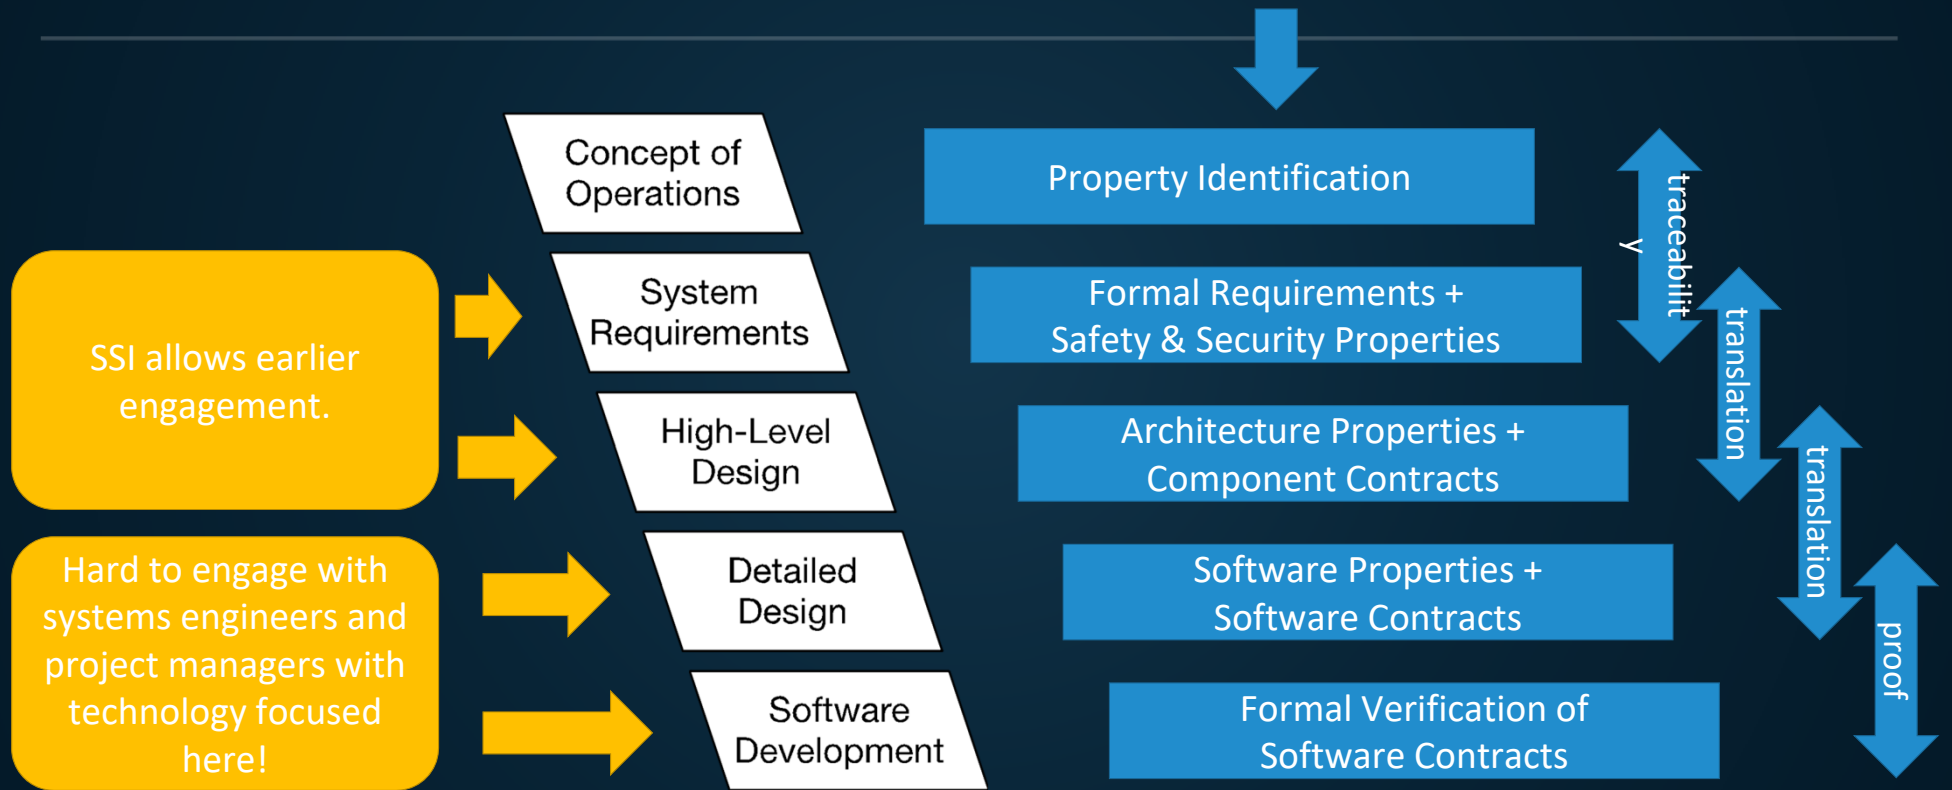 Concept of
Operations
Property Identification
traceabilit
y
SSI allows earlier
engagement.
System
Requirements
Formal Requirements +
Safety & Security Properties
translation
High-Level
Design
Architecture Properties +
Component Contracts
translation
Hard to engage with
systems engineers and
project managers with
technology focused
here!
Detailed
Design
Software Properties +
Software Contracts
proof
Software
Development
Formal Verification of
Software Contracts